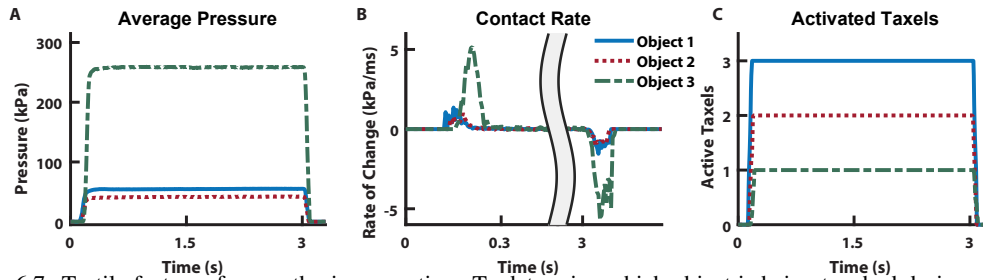 A Average Pressure
Pressure (kPa)
300
200
100
0
0 1.5 3
Time (s)
B Contact Rate
Rate of Change (kPa/ms)
5
0
-5
0 0.3 3
Time (s)
Object 1
Object 2
Object 3
C Activated Taxels
Active Taxels
3
2
1
0
0 1.5 3
Time (s)